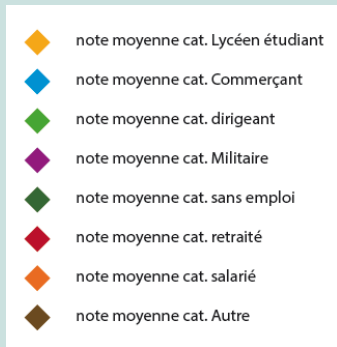 note moyenne cat. Lycéen étudiant
note moyenne cat. Commerçant
note moyenne cat. dirigeant
note moyenne cat. Militaire
note moyenne cat. sans emploi
note moyenne cat. retraité
note moyenne cat. salarié
note moyenne cat. Autre